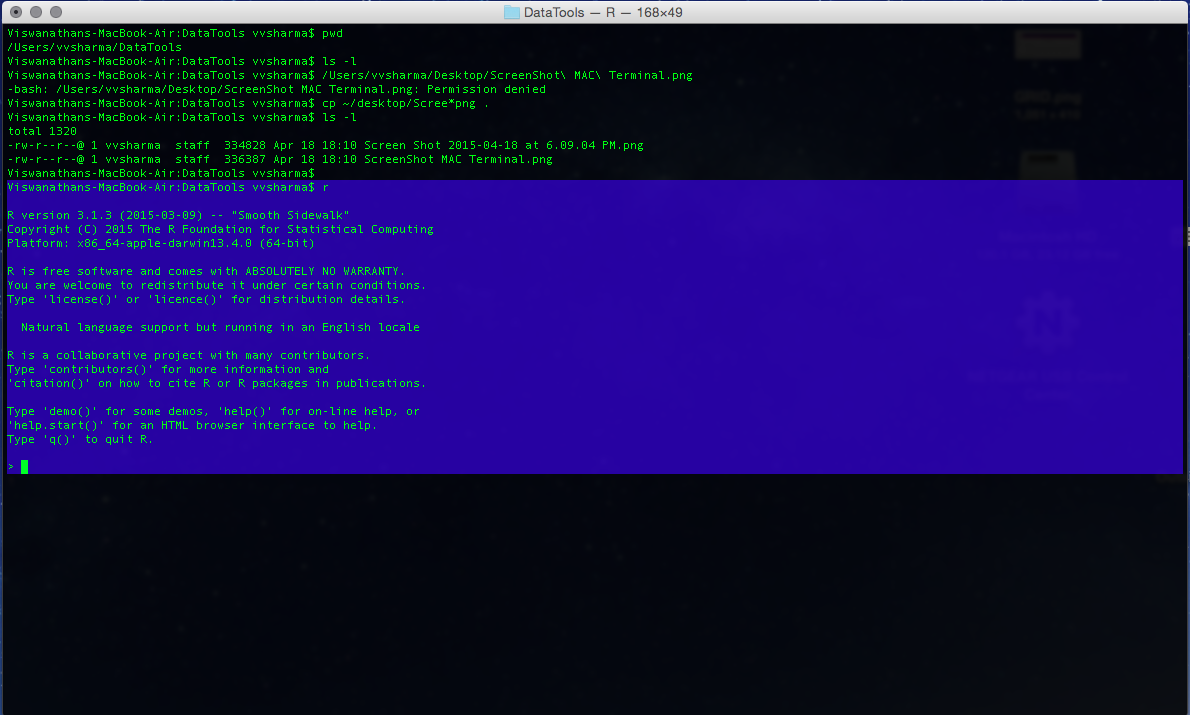 DataTools — R — 168×49
Viswanathans-MacBook-Air:DataTools vvsharma$ pwd
/Users/vvsharma/DataTools
Viswanathans-MacBook-Air:DataTools vvsharma$ ls -l
Viswanathans-MacBook-Air:DataTools vvsharma$ /Users/vvsharma/Desktop/ScreenShot\ MAC\ Terminal.png
-bash: /Users/vvsharma/Desktop/ScreenShot MAC Terminal.png: Permission denied
Viswanathans-MacBook-Air:DataTools vvsharma$ cp ~/desktop/Scree*png .
Viswanathans-MacBook-Air:DataTools vvsharma$ ls -l
total 1320
-rw-r--r--@ 1 vvsharma  staff  334828 Apr 18 18:10 Screen Shot 2015-04-18 at 6.09.04 PM.png
-rw-r--r--@ 1 vvsharma  staff  336387 Apr 18 18:10 ScreenShot MAC Terminal.png
Viswanathans-MacBook-Air:DataTools vvsharma$
Viswanathans-MacBook-Air:DataTools vvsharma$ r
R version 3.1.3 (2015-03-09) -- "Smooth Sidewalk"
Copyright (C) 2015 The R Foundation for Statistical Computing
Platform: x86_64-apple-darwin13.4.0 (64-bit)
R is free software and comes with ABSOLUTELY NO WARRANTY.
You are welcome to redistribute it under certain conditions.
Type 'license()' or 'licence()' for distribution details.
Natural language support but running in an English locale
R is a collaborative project with many contributors.
Type 'contributors()' for more information and
'citation()' on how to cite R or R packages in publications.
Type 'demo()' for some demos, 'help()' for on-line help, or
'help.start()' for an HTML browser interface to help.
Type 'q()' to quit R.
>